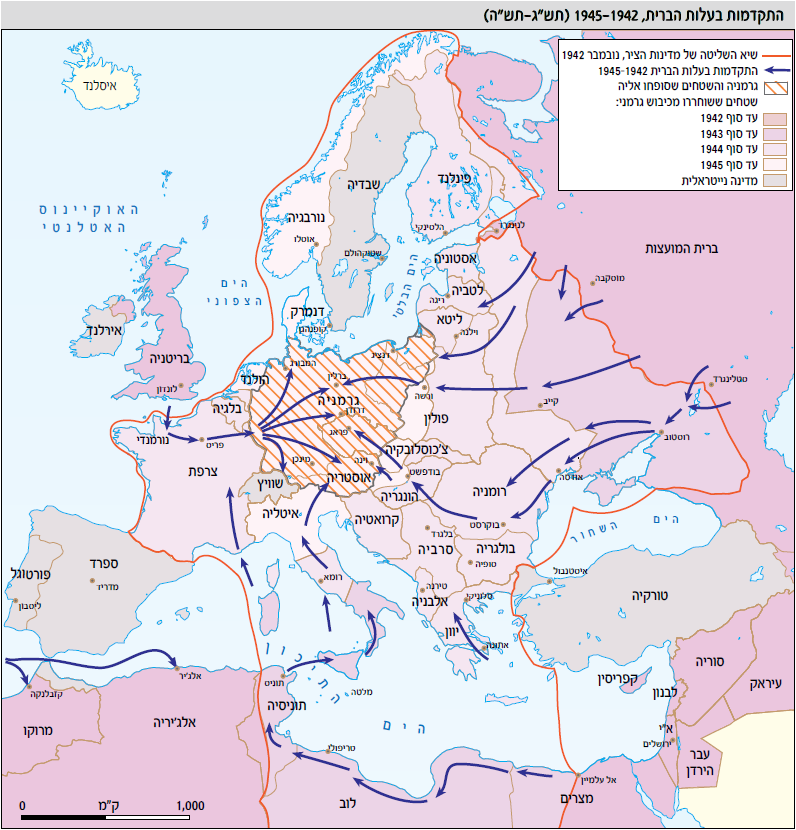 התקדמות בעלות הברית, 1945-1942 (תש"ג-תש"ה)
שיא השליטה של מדינות הציר, נובמבר 1942
התקדמות בעלות הברית 1945-1942
גרמניה והשטחים שסופחו אליה
שטחים ששוחררו מכיבוש גרמני:
עד סוף 1942
עד סוף 1943
עד סוף 1944
עד סוף 1945
מדינה נייטראלית
איסלנד
פינלנד
שבדיה
האוקיינוס
האטלנטי
נורבגיה
לנינגרד
הלסינקי
אוסלו
ברית המועצות
שטוקהולם
אסטוניה
מוסקבה
הים
הצפוני
הים הבלטי
לטביה
ריגה
דנמרק
ליטא
קופנהגן
אירלנד
וילנה
בריטניה
דנציג
המבורג
הולנד
ברלין
סטלינגרד
לונדון
ורשה
גרמניה
קייב
בלגיה
דרזדן
פולין
נורמנדי
פריס
פראג
רוסטוב
צ'כוסלובקיה
צרפת
מינכן
וינה
בודפשט
אודסה
שוויץ
אוסטריה
רומניה
הונגריה
איטליה
קרואטיה
בוקרסט
הים השחור
בלגרד
סרביה
בולגריה
ספרד
סופיה
פורטוגל
רומא
איסטנבול
מדריד
טירנה
טורקיה
ליסבון
אלבניה
סלוניקי
יוון
אתונה
הים התיכון
סוריה
אלג'יר
תוניס
קפריסין
עיראק
קזבלנקה
מלטה
לבנון
תוניסיה
מרוקו
אלג'יריה
א"י
ירושלים
טריפולי
עבר
הירדן
אל עלמיין
לוב
מצרים
0 ק"מ 1,000